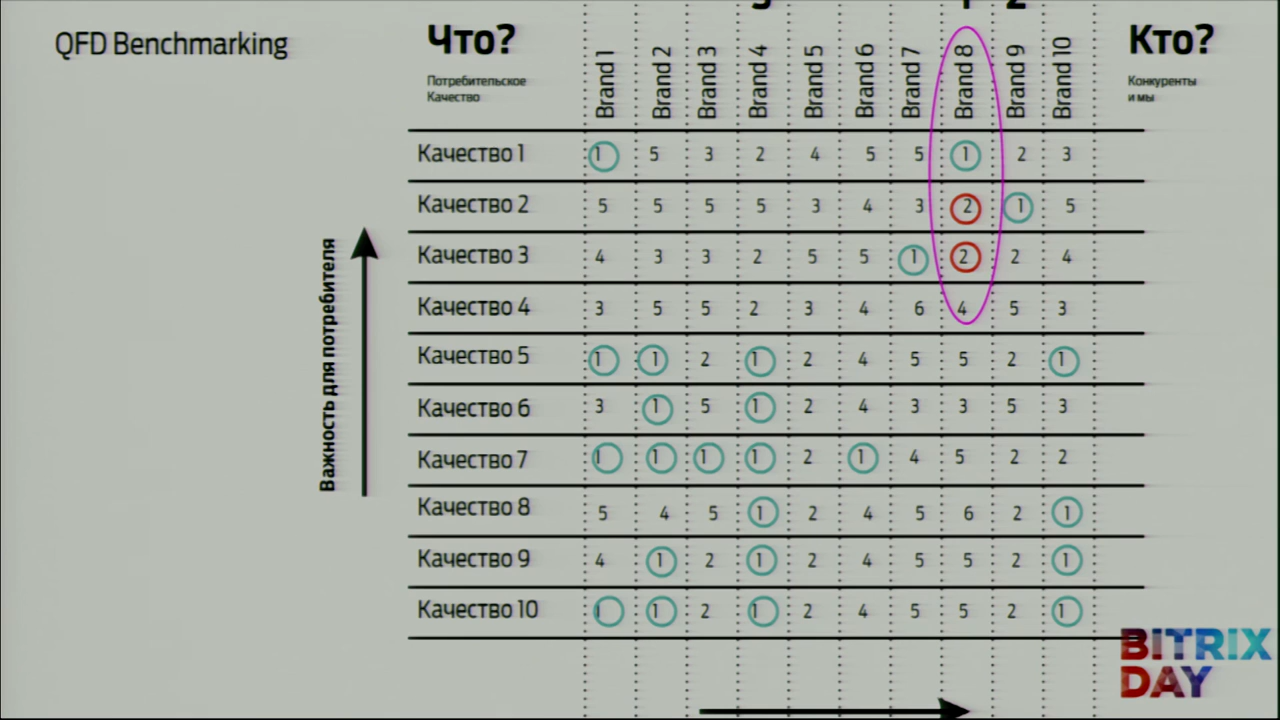 QFD Benchmarking
Что?
Потребительское
Качество
Brand 1
Brand 2
Brand 3
Brand 4
Brand 5
Brand 6
Brand 7
Brand 8
Brand 9
Brand 10
Кто?
Конкуренты
и мы
Качество 1 1 5 3 2 4 5 5 1 2 3
Качество 2 5 5 5 5 3 4 3 2 1 5
Качество 3 4 3 3 2 5 5 1 2 2 4
Качество 4 3 5 5 2 3 4 6 4 5 3
Качество 5 1 1 2 1 2 4 5 5 2 1
Качество 6 3 1 5 1 2 4 3 3 5 3
Качество 7 1 1 1 1 2 1 4 5 2 2
Качество 8 5 4 5 1 2 4 5 6 2 1
Качество 9 4 1 2 1 2 4 5 5 2 1
Качество 10 1 1 2 1 2 4 5 5 2 1
Важность для потребителя
BITRIX
DAY